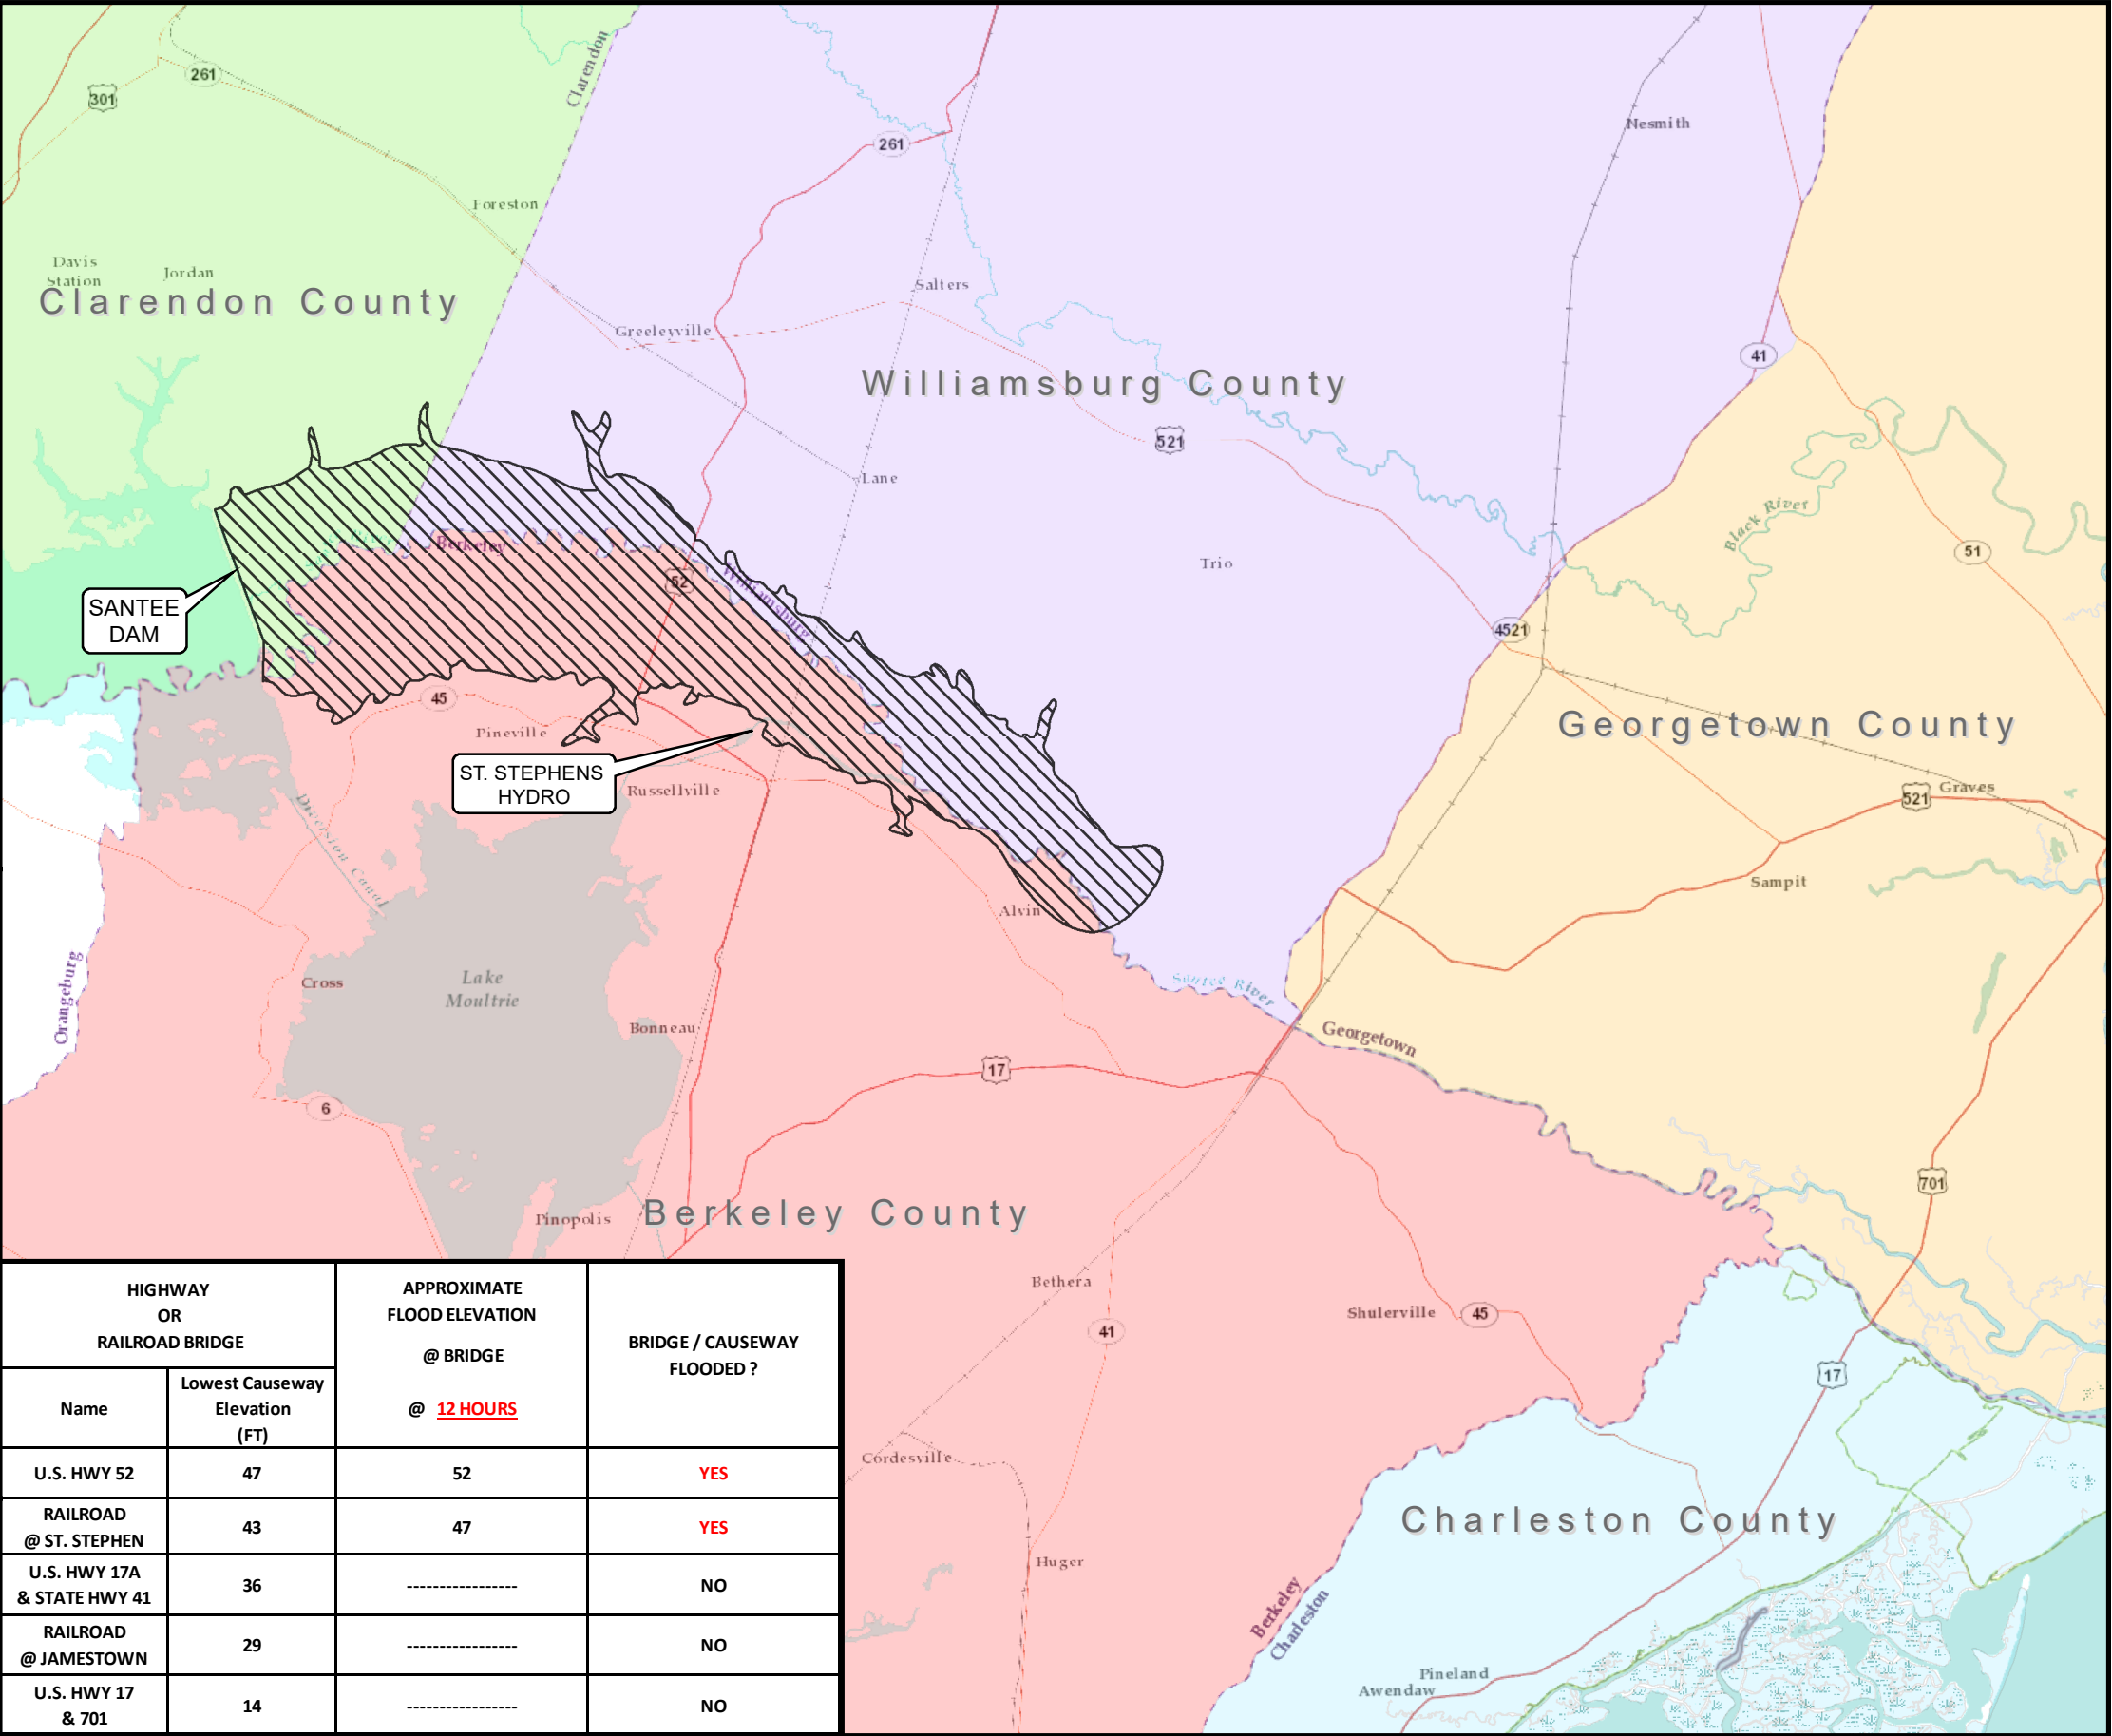 261
301
Clarendon
261
Nesmith
Foreston
Davis
Station
Jordan
Clarendon County
Salters
Greeleyville
41
Williamsburg County
521
Lane
Black River
51
Trio
River
Berkeley
52
Williamsburg
SANTEE
DAM
4521
45
Pineville
Georgetown County
ST. STEPHENS
HYDRO
Russellville
521
Graves
Diversion Canal
Sampit
Alvin
Orangeburg
Cross
Lake
Moultrie
Santee River
Bonneau
Georgetown
17
6
701
Pinopolis
Berkeley County
Bethera
Shulerville
45
41
17
Cordesville
Charleston County
Huger
Berkeley
Charleston
Pineland
Awendaw
HIGHWAY
OR
RAILROAD BRIDGE
APPROXIMATE
FLOOD ELEVATION
@ BRIDGE
@ 12 HOURS
BRIDGE / CAUSEWAY
FLOODED ?
Name
Lowest Causeway
Elevation
(FT)
U.S. HWY 52 47 52 YES
RAILROAD
@ ST. STEPHEN 43 47 YES
U.S. HWY 17A
& STATE HWY 41 36 ----------------- NO
RAILROAD
@ JAMESTOWN 29 ----------------- NO
U.S. HWY 17
& 701 14 ----------------- NO